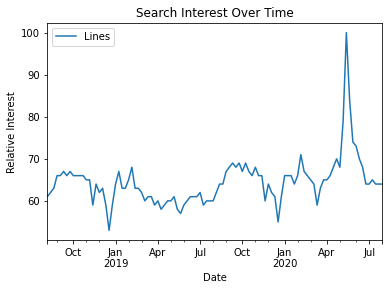 Search Interest Over Time
Lines
Relative Interest
100
90
80
70
60
Oct
Jan
2019
Apr
Jul
Oct
Jan
2020
Apr
Jul
Date